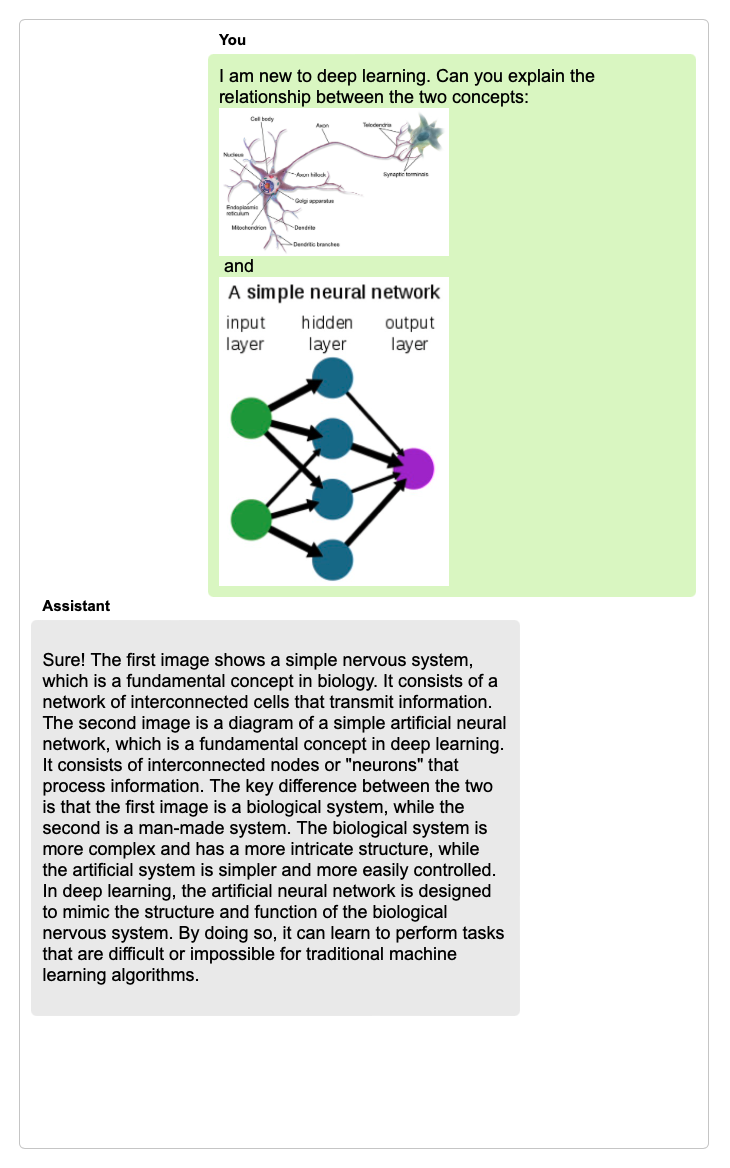 You
I am new to deep learning. Can you explain the
relationship between the two concepts:
Cell body
Axon
Telodendria
Nucleus
Axon hillock
Synaptic terminals
Golgi apparatus
Endoplasmic
reticulum
Mitochondrion
Dendrite
Dendritic branches
and
A simple neural network
input
layer
hidden
layer
output
layer
Assistant
Sure! The first image shows a simple nervous system,
which is a fundamental concept in biology. It consists of a
network of interconnected cells that transmit information.
The second image is a diagram of a simple artificial neural
network, which is a fundamental concept in deep learning.
It consists of interconnected nodes or "neurons" that
process information. The key difference between the two
is that the first image is a biological system, while the
second is a man-made system. The biological system is
more complex and has a more intricate structure, while
the artificial system is simpler and more easily controlled.
In deep learning, the artificial neural network is designed
to mimic the structure and function of the biological
nervous system. By doing so, it can learn to perform tasks
that are difficult or impossible for traditional machine
learning algorithms.